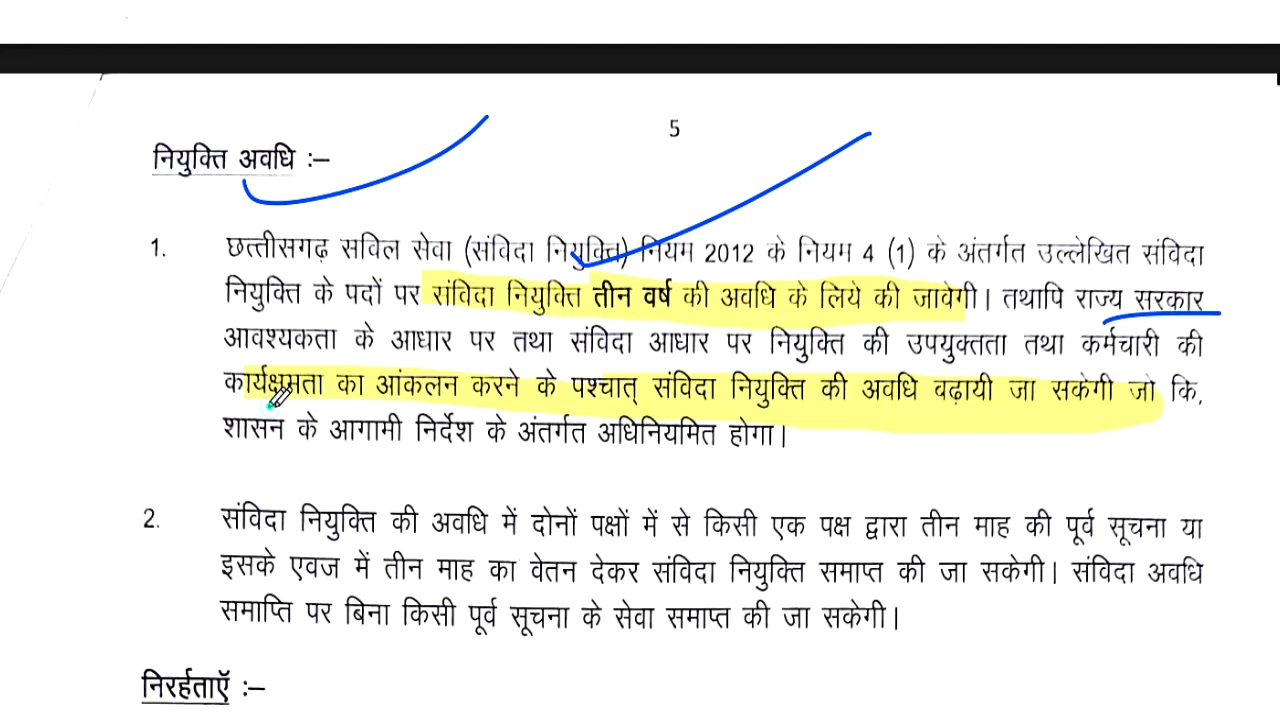 5
नियुक्ति अवधि :–
1. छत्तीसगढ़ सविल सेवा (संविदा नियुक्ति) नियम 2012 के नियम 4 (1) के अंतर्गत उल्लेखित संविदा
नियुक्ति के पदों पर संविदा नियुक्ति तीन वर्ष की अवधि के लिये की जावेगी। तथापि राज्य सरकार
आवश्यकता के आधार पर तथा संविदा आधार पर नियुक्ति की उपयुक्तता तथा कर्मचारी की
कार्यक्षमता का आंकलन करने के पश्चात् संविदा नियुक्ति की अवधि बढ़ायी जा सकेगी जो कि,
शासन के आगामी निर्देश के अंतर्गत अधिनियमित होगा।
2. संविदा नियुक्ति की अवधि में दोनों पक्षों में से किसी एक पक्ष द्वारा तीन माह की पूर्व सूचना या
इसके एवज में तीन माह का वेतन देकर संविदा नियुक्ति समाप्त की जा सकेगी। संविदा अवधि
समाप्ति पर बिना किसी पूर्व सूचना के सेवा समाप्त की जा सकेगी।
निरर्हताऍ :–